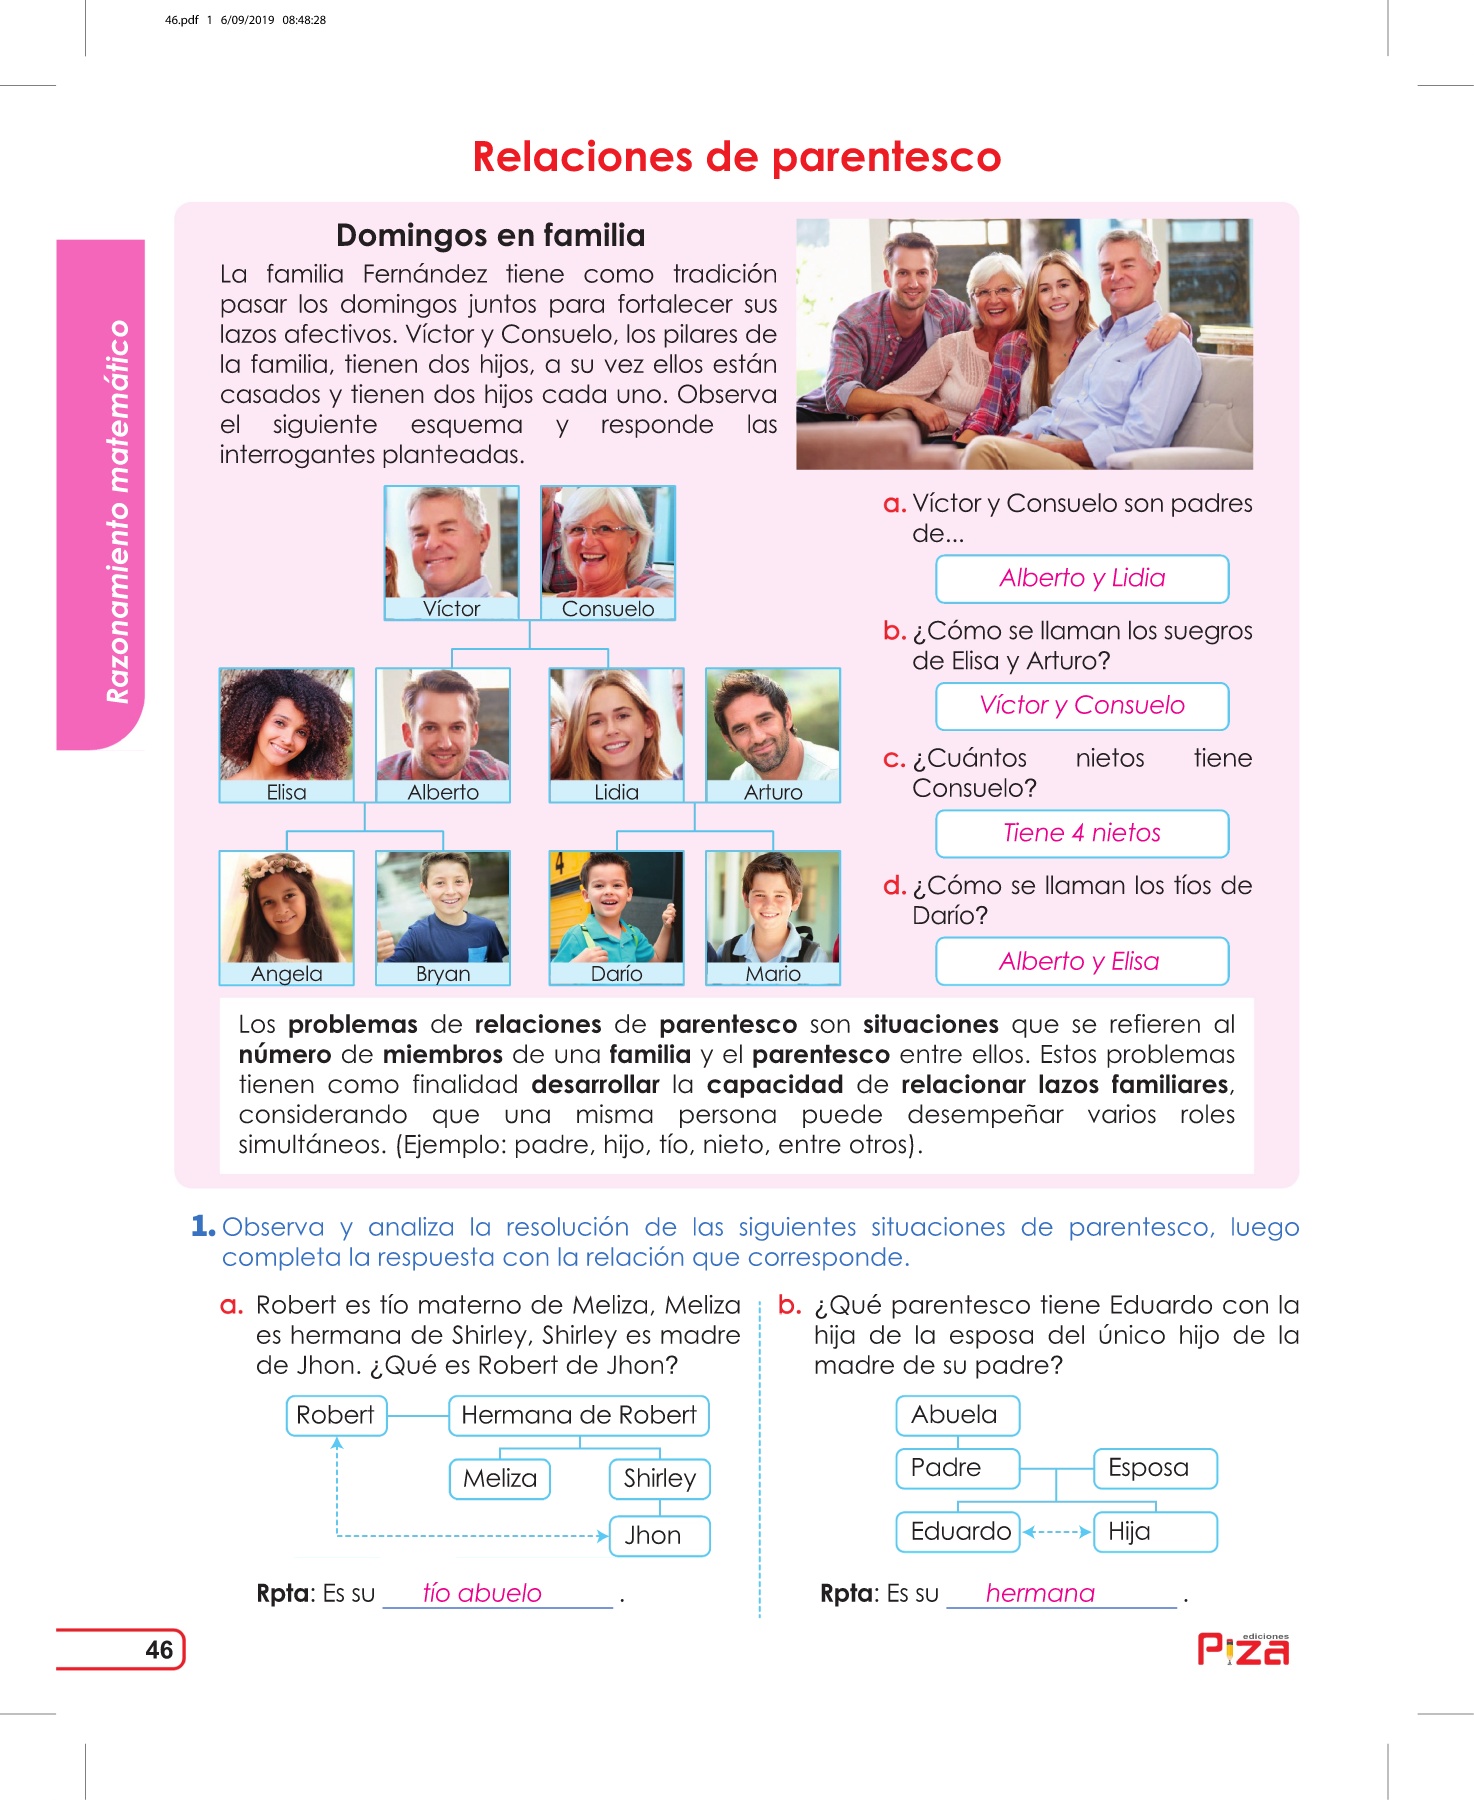 46.pdf 1 6/09/2019 08:48:28
Relaciones de parentesco
Razonamiento matemático
Domingos en familia
La familia Fernández tiene como tradición
pasar los domingos juntos para fortalecer sus
lazos afectivos. Víctor y Consuelo, los pilares de
la familia, tienen dos hijos, a su vez ellos están
casados y tienen dos hijos cada uno. Observa
el siguiente esquema y responde las
interrogantes planteadas.
Víctor
Consuelo
Elisa
Alberto
Lidia
Arturo
Angela
Bryan
4
Darío
Mario
a. Víctor y Consuelo son padres
de...
Alberto y Lidia
b. ¿Cómo se llaman los suegros
de Elisa y Arturo?
Víctor y Consuelo
c. ¿Cuántos nietos tiene
Consuelo?
Tiene 4 nietos
d. ¿Cómo se llaman los tíos de
Darío?
Alberto y Elisa
Los problemas de relaciones de parentesco son situaciones que se refieren al
número de miembros de una familia y el parentesco entre ellos. Estos problemas
tienen como finalidad desarrollar la capacidad de relacionar lazos familiares,
considerando que una misma persona puede desempeñar varios roles
simultáneos. (Ejemplo: padre, hijo, tío, nieto, entre otros).
1. Observa y analiza la resolución de las siguientes situaciones de parentesco, luego
completa la respuesta con la relación que corresponde.
a. Robert es tío materno de Meliza, Meliza
es hermana de Shirley, Shirley es madre
de Jhon. ¿Qué es Robert de Jhon?
Robert
Hermana de Robert
Meliza
Shirley
Jhon
Rpta: Es su tío abuelo .
b. ¿Qué parentesco tiene Eduardo con la
hija de la esposa del único hijo de la
madre de su padre?
Abuela
Padre
Esposa
Eduardo
Hija
Rpta: Es su hermana .
46
ediciones
Piza